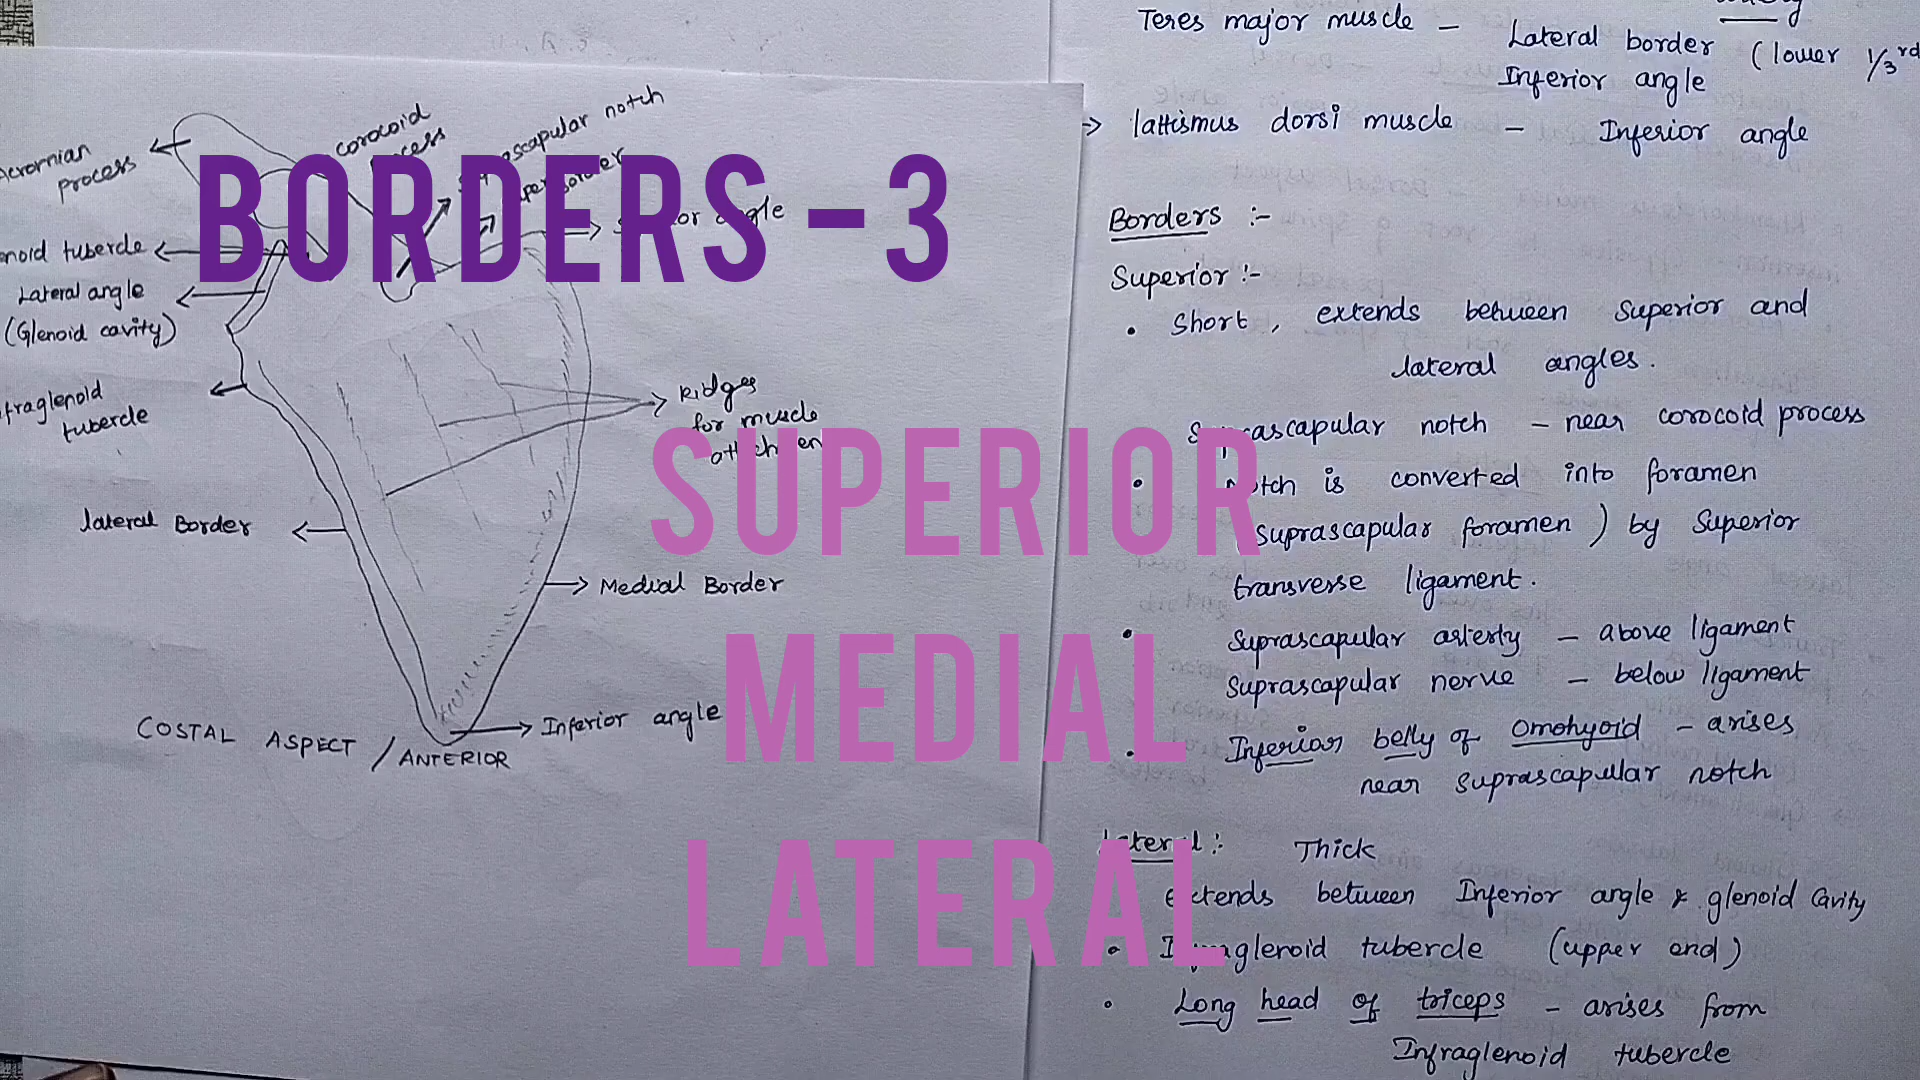 Acromian
process
corocoid
notch
BORDERS - 3
tubercle
Lateral angle
(Glenoid cavity)
angle
tubercle
Ridges
for muscle
lateral Border
Medial Border
Inferior angle
COSTAL ASPECT / ANTERIOR
SUPERIOR
MEDIAL
LATERAL
Teres major muscle - Lateral border (lower 1/3rd
Inferior angle
→ lattismus dorsi muscle - Inferior angle
Borders :-
Superior :-
• Short, extends between Superior and
lateral angles.
Suprascapular notch - near corocoid process
• Notch is converted into foramen
(Suprascapular foramen) by Superior
transverse ligament.
• Suprascapular artery - above ligament
Suprascapular nerve - below ligament
• Inferior belly of Omohyoid - arises
near suprascapular notch
Lateral :- Thick
extends between Inferior angle & glenoid Cavity
• Infraglenoid tubercle (upper end)
• Long head of triceps - arises from
Infraglenoid tubercle